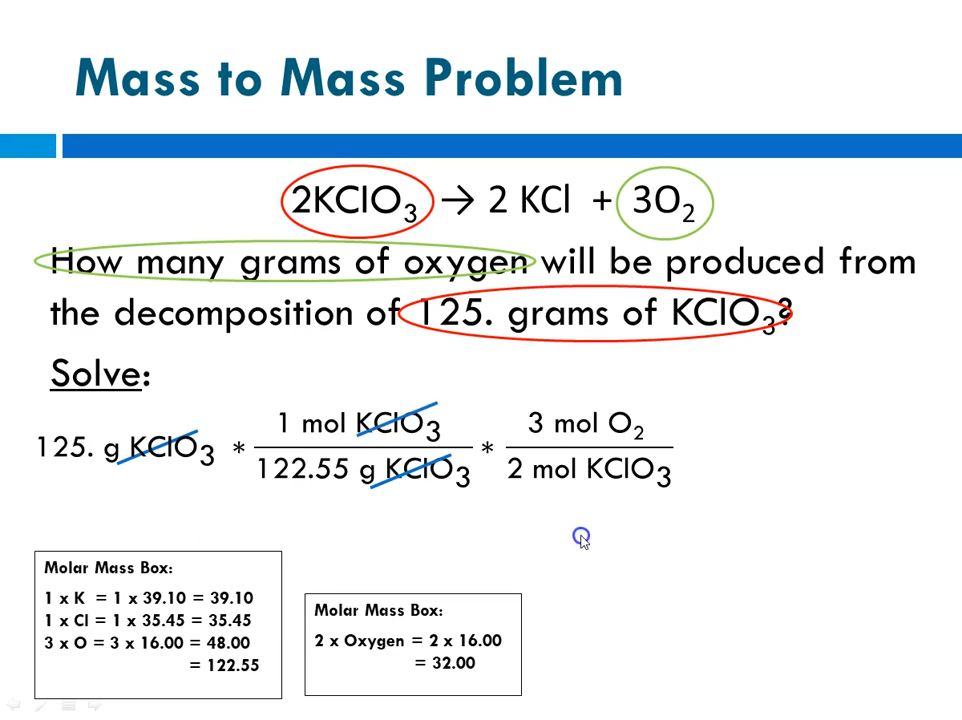 Mass to Mass Problem
2KClO₃ → 2 KCl + 3O₂
How many grams of oxygen will be produced from
the decomposition of 125. grams of KClO₃?
Solve:
125. g KClO₃ * 1 mol KClO₃ / 122.55 g KClO₃ * 3 mol O₂ / 2 mol KClO₃
Molar Mass Box:
1 x K = 1 x 39.10 = 39.10
1 x Cl = 1 x 35.45 = 35.45
3 x O = 3 x 16.00 = 48.00
= 122.55
Molar Mass Box:
2 x Oxygen = 2 x 16.00
= 32.00